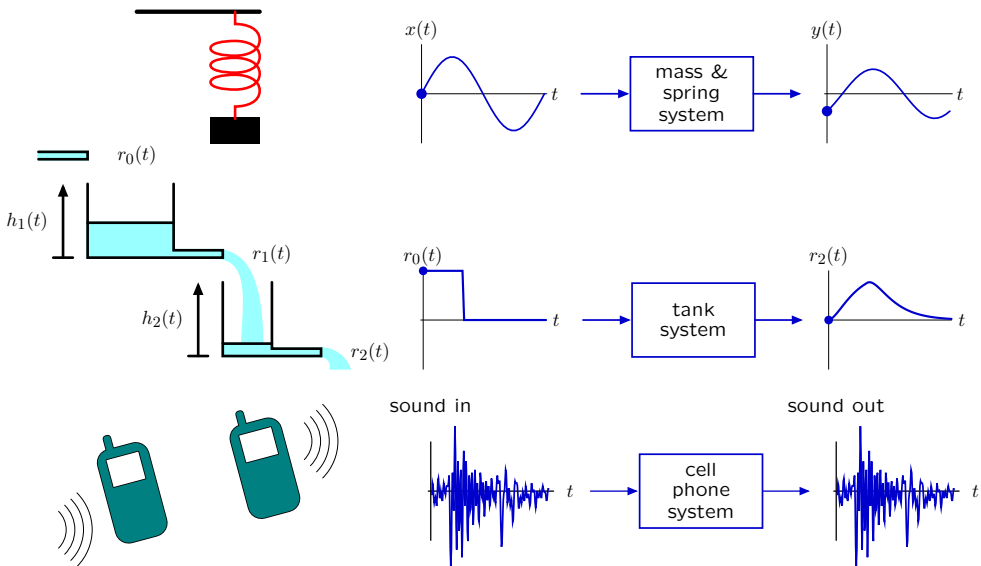 x(t)
t
mass &
spring
system
y(t)
t
r₀(t)
h₁(t)
r₁(t)
h₂(t)
r₂(t)
r₀(t)
t
tank
system
r₂(t)
t
sound in
t
cell
phone
system
sound out
t